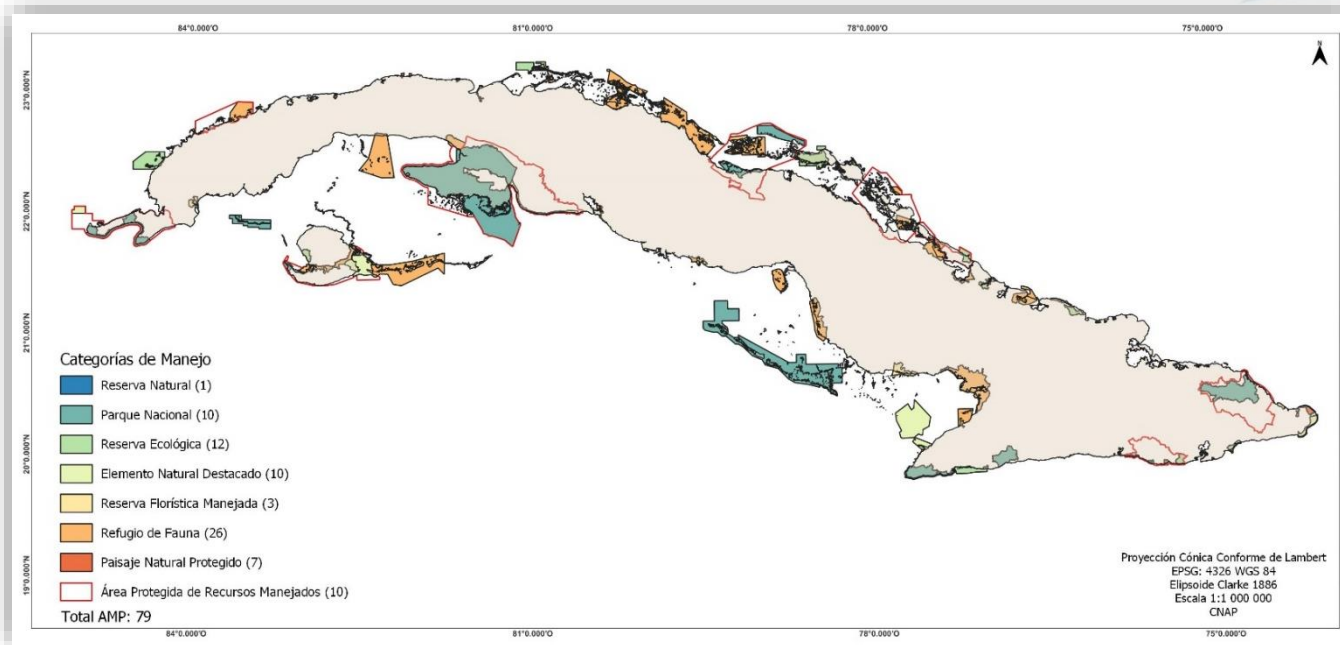 84°0.000'O 81°0.000'O 78°0.000'O 75°0.000'O
N
23°0.000'N
22°0.000'N
21°0.000'N
20°0.000'N
19°0.000'N
Categorías de Manejo
Reserva Natural (1)
Parque Nacional (10)
Reserva Ecológica (12)
Elemento Natural Destacado (10)
Reserva Florística Manejada (3)
Refugio de Fauna (26)
Paisaje Natural Protegido (7)
Área Protegida de Recursos Manejados (10)
Total AMP: 79
Proyección Cónica Conforme de Lambert
EPSG: 4326 WGS 84
Elipsoide Clarke 1886
Escala 1:1 000 000
CNAP
84°0.000'O 81°0.000'O 78°0.000'O 75°0.000'O